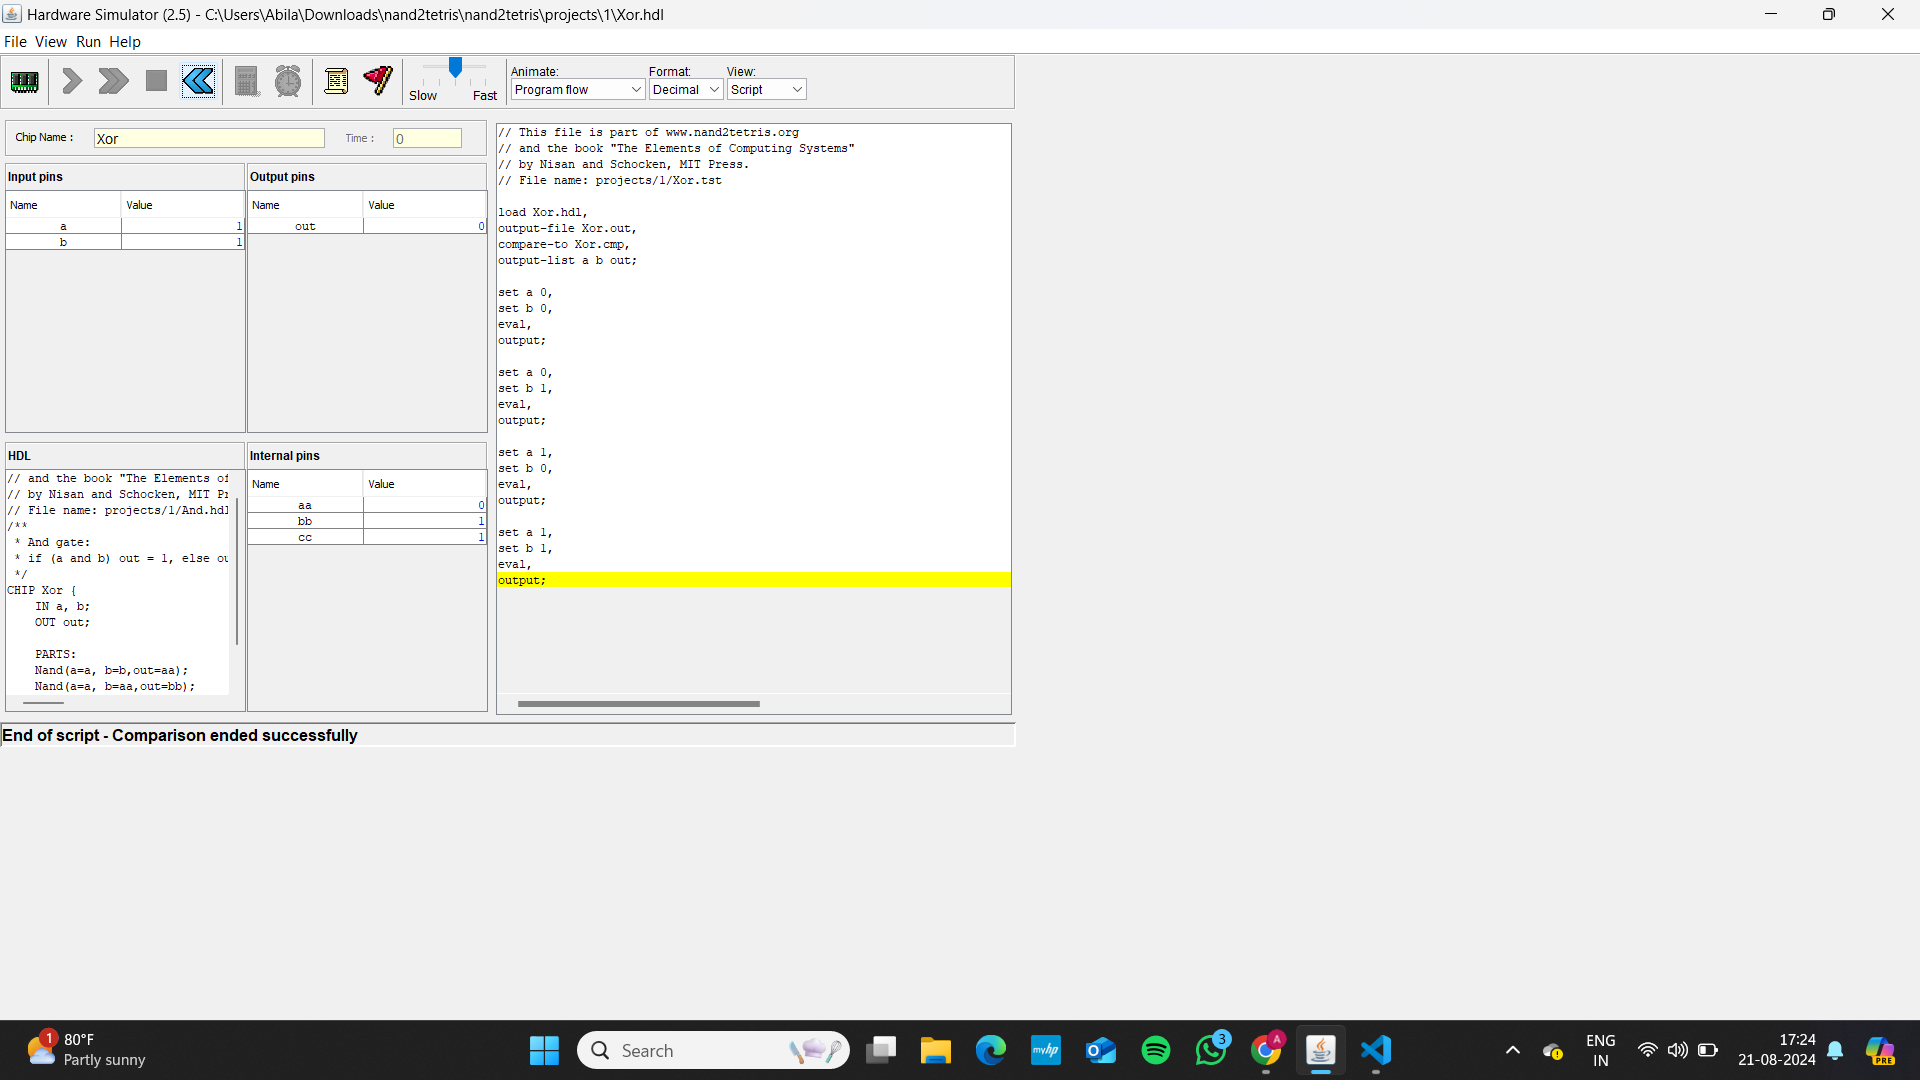 Hardware Simulator (2.5) - C:\Users\Abila\Downloads\nand2tetris\nand2tetris\projects\1\Xor.hdl
File View Run Help
Slow Fast
Animate:
Program flow
Format:
Decimal
View:
Script
Chip Name :
Xor
Time :
0
Input pins
Name Value
a 1
b 1
Output pins
Name Value
out 0
HDL
// and the book "The Elements of
// by Nisan and Schocken, MIT Pr
// File name: projects/1/And.hdl
/**
* And gate:
* if (a and b) out = 1, else ou
*/
CHIP Xor {
IN a, b;
OUT out;
PARTS:
Nand(a=a, b=b,out=aa);
Nand(a=a, b=aa,out=bb);
Internal pins
Name Value
aa 0
bb 1
cc 1
// This file is part of www.nand2tetris.org
// and the book "The Elements of Computing Systems"
// by Nisan and Schocken, MIT Press.
// File name: projects/1/Xor.tst
load Xor.hdl,
output-file Xor.out,
compare-to Xor.cmp,
output-list a b out;
set a 0,
set b 0,
eval,
output;
set a 0,
set b 1,
eval,
output;
set a 1,
set b 0,
eval,
output;
set a 1,
set b 1,
eval,
output;
End of script - Comparison ended successfully
1
80°F
Partly sunny
Search
myhp
3
A
ENG
IN
17:24
21-08-2024
PRE